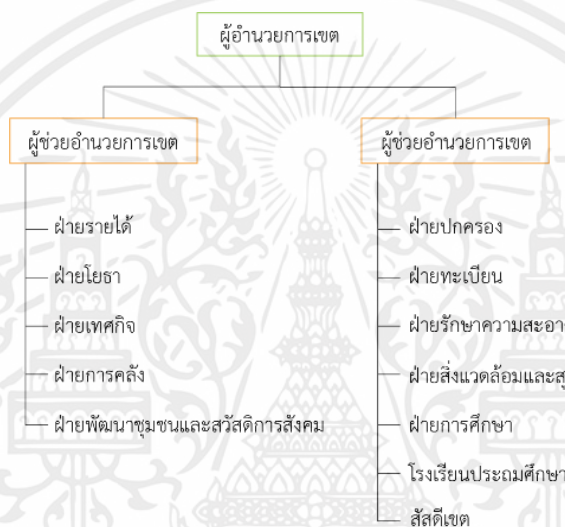 ผู้อำนวยการเขต
ผู้ช่วยอำนวยการเขต
ฝ่ายรายได้
ฝ่ายโยธา
ฝ่ายเทศกิจ
ฝ่ายการคลัง
ฝ่ายพัฒนาชุมชนและสวัสดิการสังคม
ผู้ช่วยอำนวยการเขต
ฝ่ายปกครอง
ฝ่ายทะเบียน
ฝ่ายรักษาความสะอา
ฝ่ายสิ่งแวดล้อมและสุ
ฝ่ายการศึกษา
โรงเรียนประถมศึกษา
สัสดีเขต